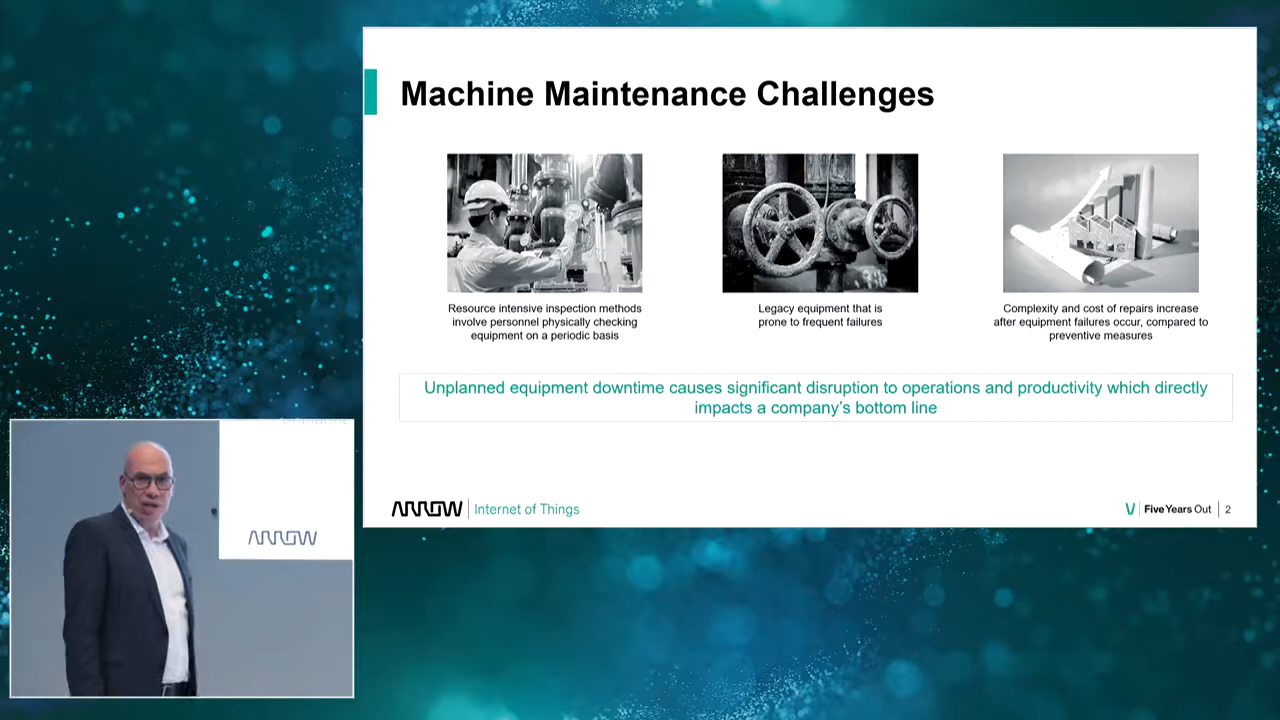 Machine Maintenance Challenges
Resource intensive inspection methods
involve personnel physically checking
equipment on a periodic basis
Legacy equipment that is
prone to frequent failures
Complexity and cost of repairs increase
after equipment failures occur, compared to
preventive measures
Unplanned equipment downtime causes significant disruption to operations and productivity which directly
impacts a company’s bottom line
ARROW Internet of Things
Five Years Out 2
ARROW